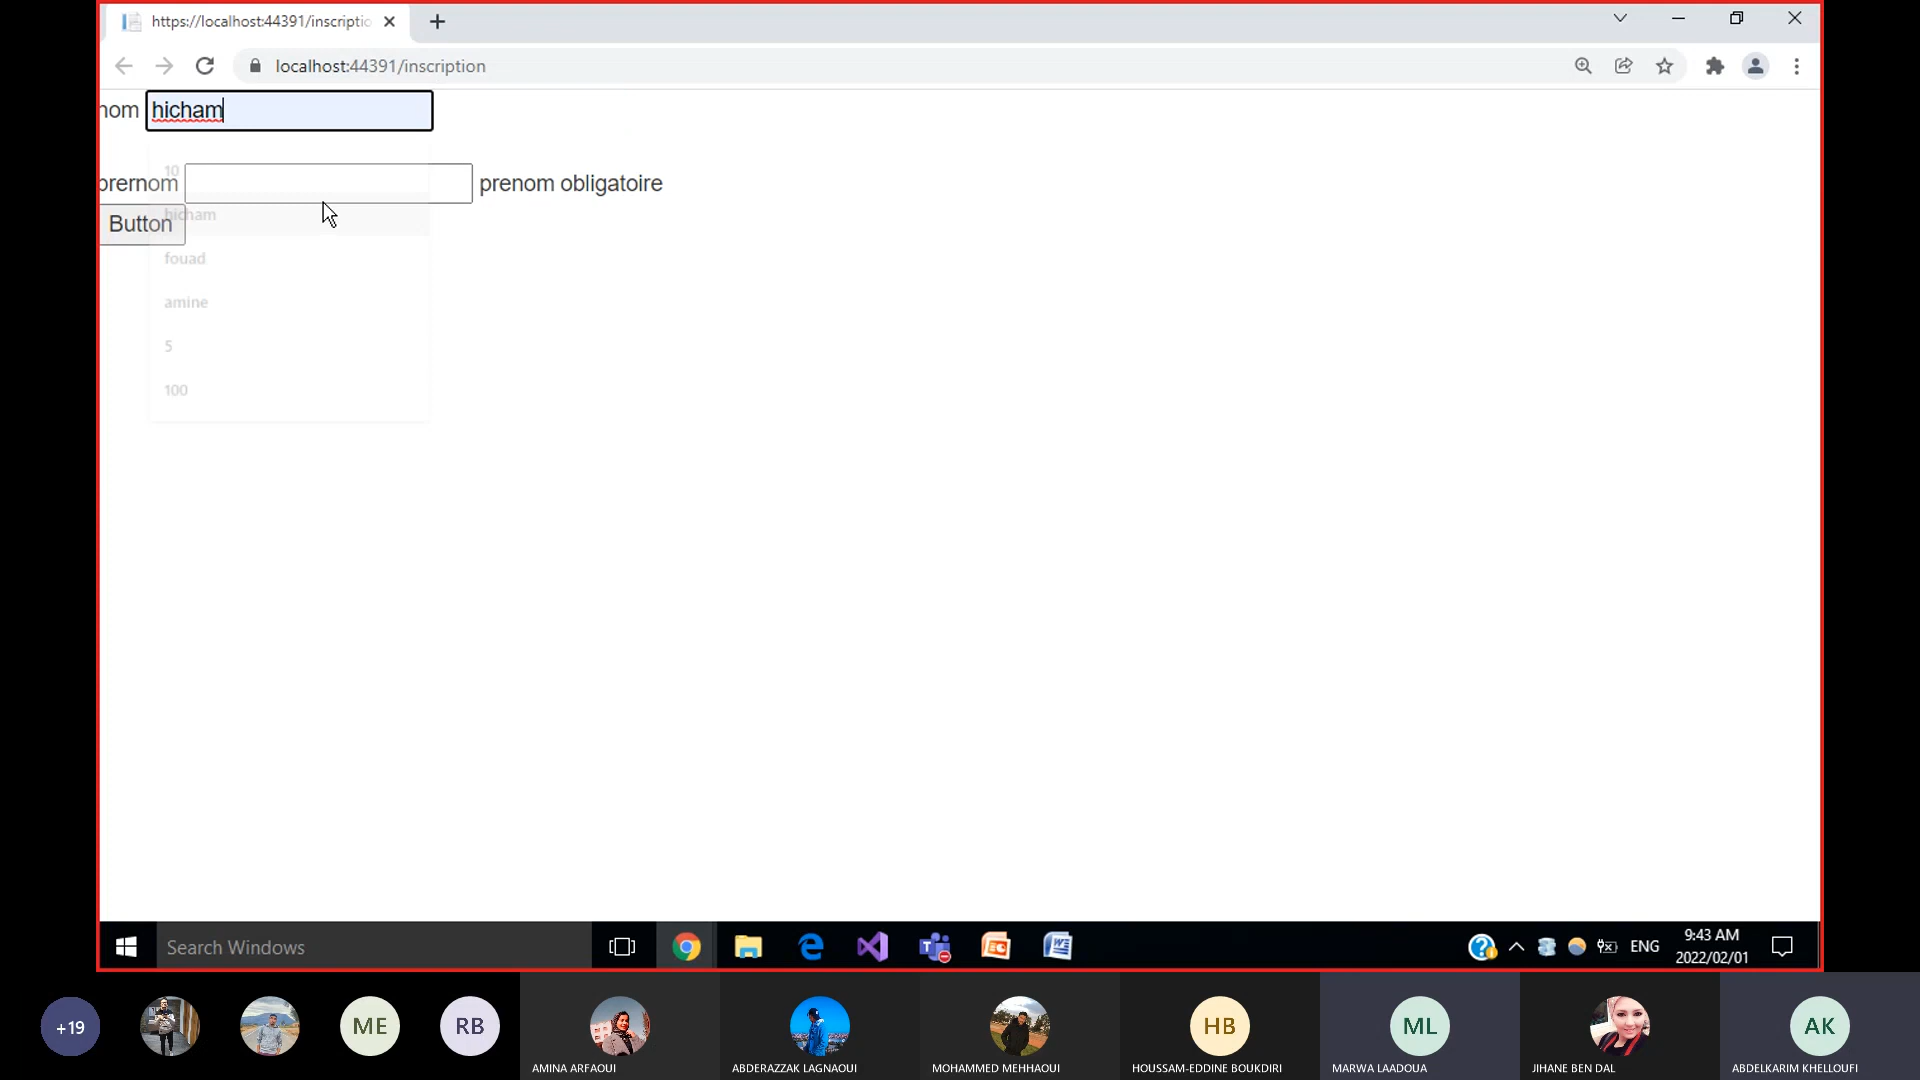 https://localhost:44391/inscriptio
localhost:44391/inscription
nom hicham
10
prernom prenom obligatoire
Button
hicham
fouad
amine
5
100
Search Windows
ENG
9:43 AM
2022/02/01
+19
ME
RB
HB
ML
AK
AMINA ARFAOUI
ABDERAZZAK LAGNAOUI
MOHAMMED MEHHAOUI
HOUSSAM-EDDINE BOUKDIRI
MARWA LAADOUA
JIHANE BEN DAL
ABDELKARIM KHELLOUFI